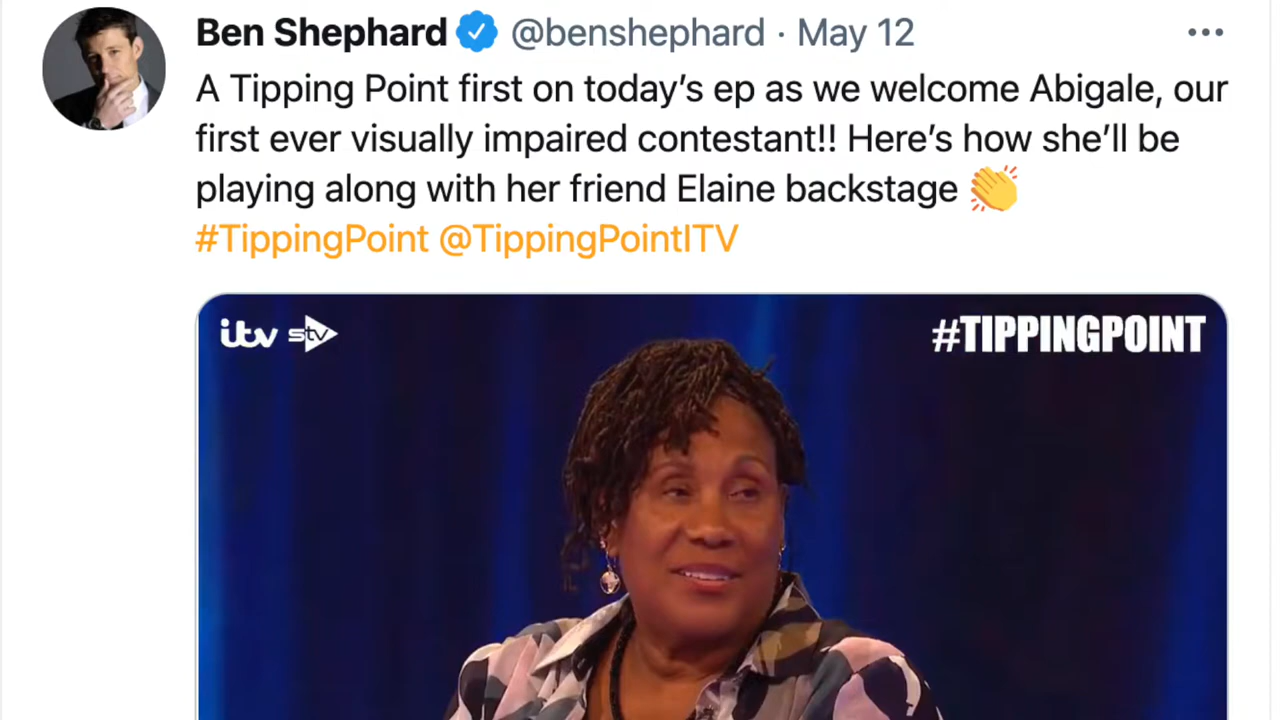 Ben Shephard @benshephard · May 12
A Tipping Point first on today’s ep as we welcome Abigale, our
first ever visually impaired contestant!! Here’s how she’ll be
playing along with her friend Elaine backstage 👏
#TippingPoint @TippingPointITV
itv stv
#TIPPINGPOINT